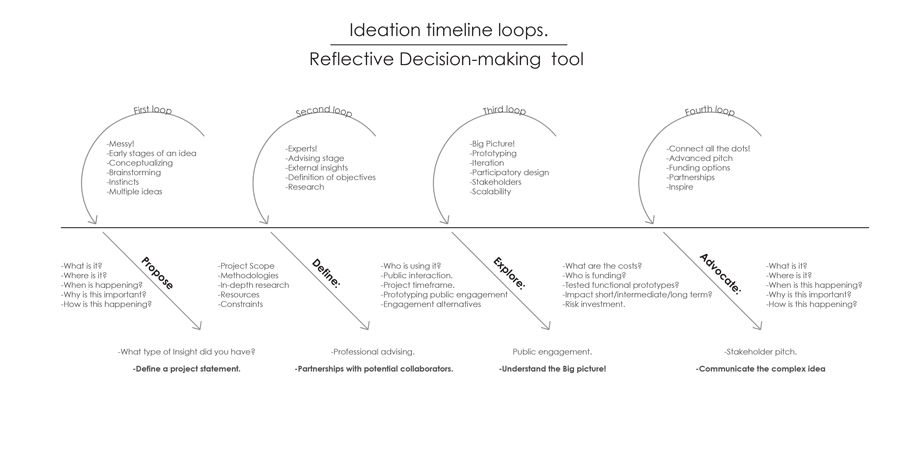 Ideation timeline loops.
Reflective Decision-making tool
First loop
-Messy!
-Early stages of an idea
-Conceptualizing
-Brainstorming
-Instincts
-Multiple ideas
Second loop
-Experts!
-Advising stage
-External insights
-Definition of objectives
-Research
Third loop
-Big Picture!
-Prototyping
-Iteration
-Participatory design
-Stakeholders
-Scalability
Fourth loop
-Connect all the dots!
-Advanced pitch
-Funding options
-Partnerships
-Inspire
-What is it?
-Where is it?
-When is happening?
-Why is this important?
-How is this happening?
Propose
-Project Scope
-Methodologies
-In-depth research
-Resources
-Constraints
Define:
-Who is using it?
-Public interaction.
-Project timeframe.
-Prototyping public engagement
-Engagement alternatives
Explore:
-What are the costs?
-Who is funding?
-Tested functional prototypes?
-Impact short/intermediate/long term?
-Risk investment.
Advocate:
-What is it?
-Where is it?
-When is this happening?
-Why is this important?
-How is this happening?
-What type of Insight did you have?
-Define a project statement.
-Professional advising.
-Partnerships with potential collaborators.
Public engagement.
-Understand the Big picture!
-Stakeholder pitch.
-Communicate the complex idea